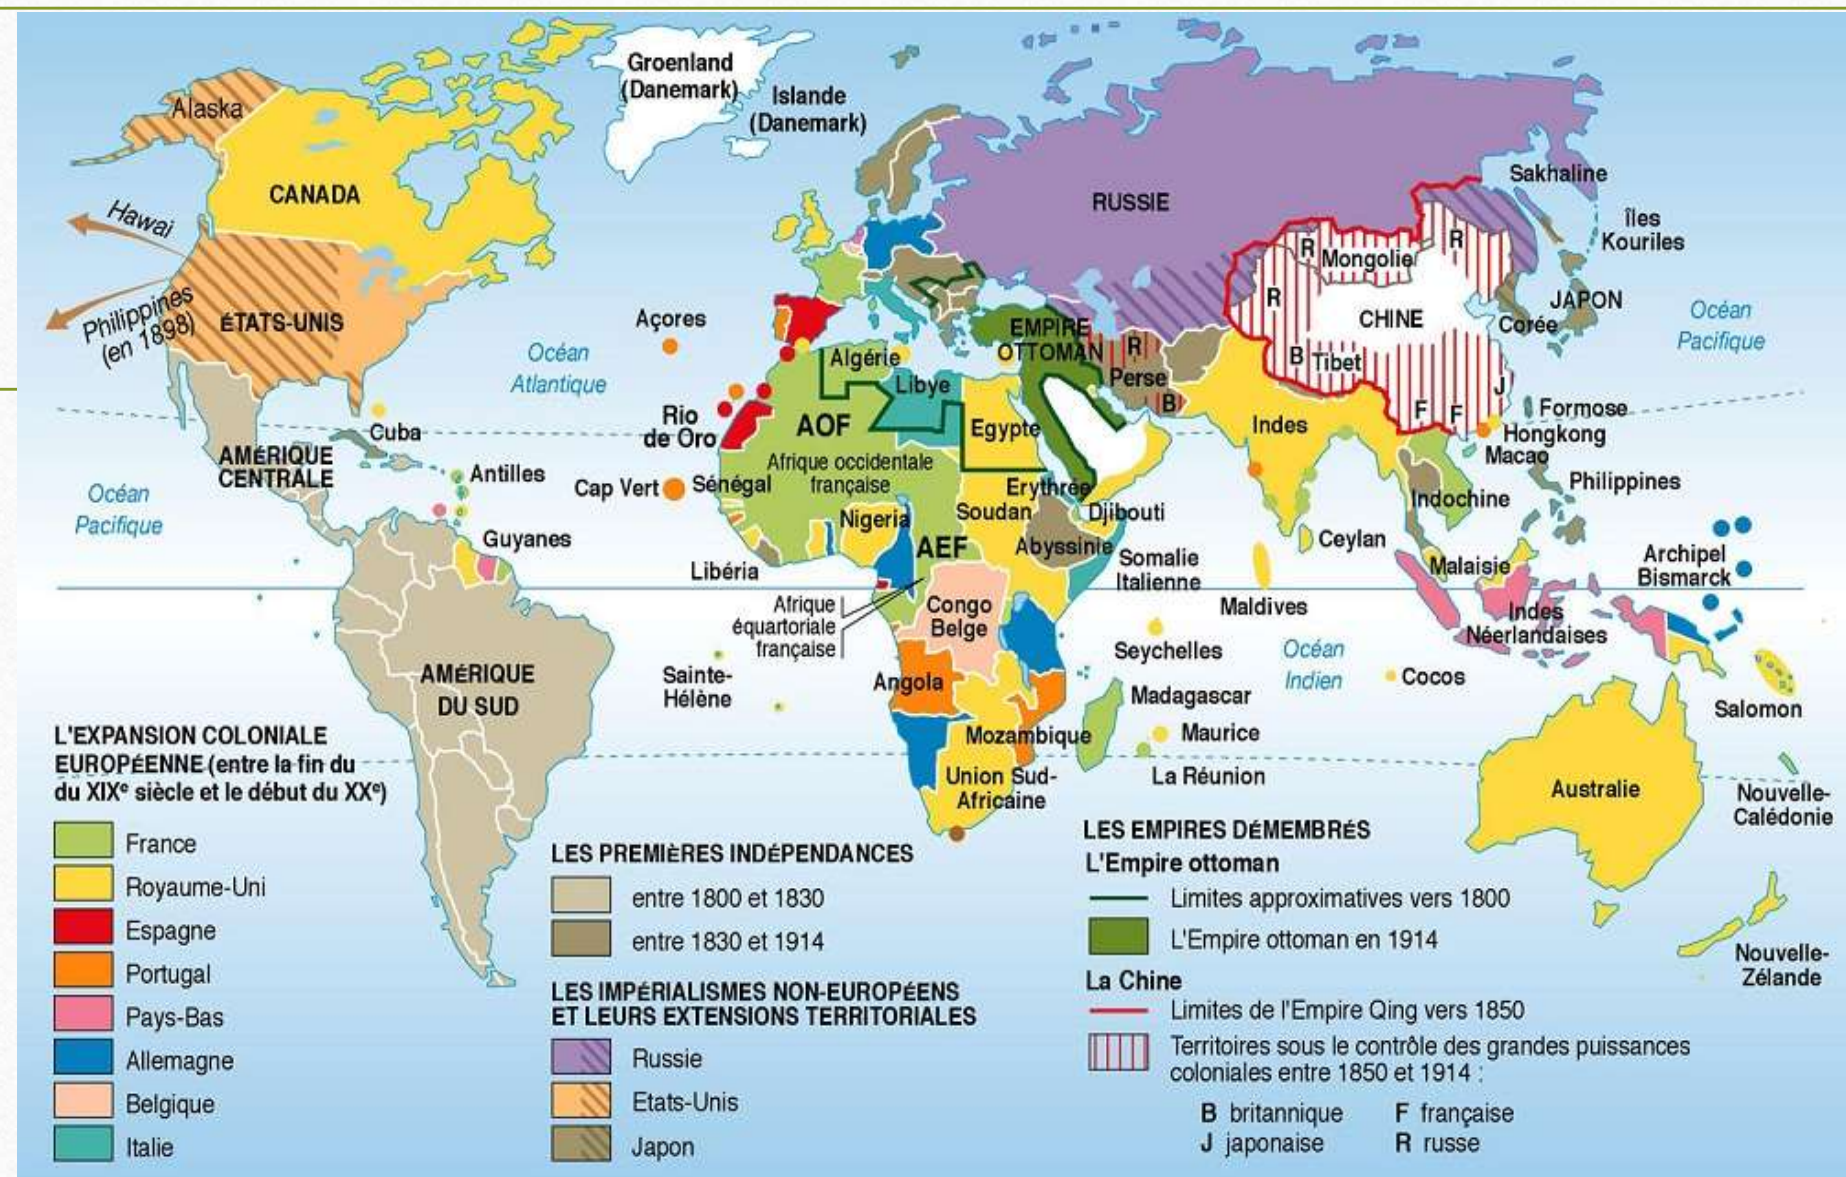 Groenland
(Danemark)
Islande
(Danemark)
Alaska
CANADA
Hawai
Philippines
(en 1898)
ÉTATS-UNIS
Océan
Atlantique
Açores
RUSSIE
Sakhaline
îles
Kouriles
R
Mongolie
R
R
CHINE
JAPON
Corée
Océan
Pacifique
EMPIRE
OTTOMAN
R
Perse
B
B
Tibet
J
F
F
Formose
Hongkong
Macao
Algérie
Libye
Egypte
Rio
de Oro
AOF
Afrique occidentale
française
Indes
Cuba
AMÉRIQUE
CENTRALE
Antilles
Cap Vert
Sénégal
Erythrée
Soudan
Djibouti
Philippines
Indochine
Océan
Pacifique
Nigeria
AEF
Abyssinie
Guyanes
Libéria
Somalie
Italienne
Ceylan
Malaisie
Archipel
Bismarck
Afrique
équartoriale
française
Congo
Belge
Maldives
Indes
Néerlandaises
Seychelles
Océan
Indien
Cocos
AMÉRIQUE
DU SUD
Sainte-
Hélène
Angola
Madagascar
Salomon
Mozambique
Maurice
La Réunion
Union Sud-
Africaine
Australie
Nouvelle-
Calédonie
Nouvelle-
Zélande
L'EXPANSION COLONIALE
EUROPÉENNE (entre la fin du
du XIXe siècle et le début du XXe)
France
Royaume-Uni
Espagne
Portugal
Pays-Bas
Allemagne
Belgique
Italie
LES PREMIÈRES INDÉPENDANCES
entre 1800 et 1830
entre 1830 et 1914
LES IMPÉRIALISMES NON-EUROPÉENS
ET LEURS EXTENSIONS TERRITORIALES
Russie
Etats-Unis
Japon
LES EMPIRES DÉMEMBRÉS
L'Empire ottoman
Limites approximatives vers 1800
L'Empire ottoman en 1914
La Chine
Limites de l'Empire Qing vers 1850
Territoires sous le contrôle des grandes puissances
coloniales entre 1850 et 1914 :
B britannique
F française
J japonaise
R russe